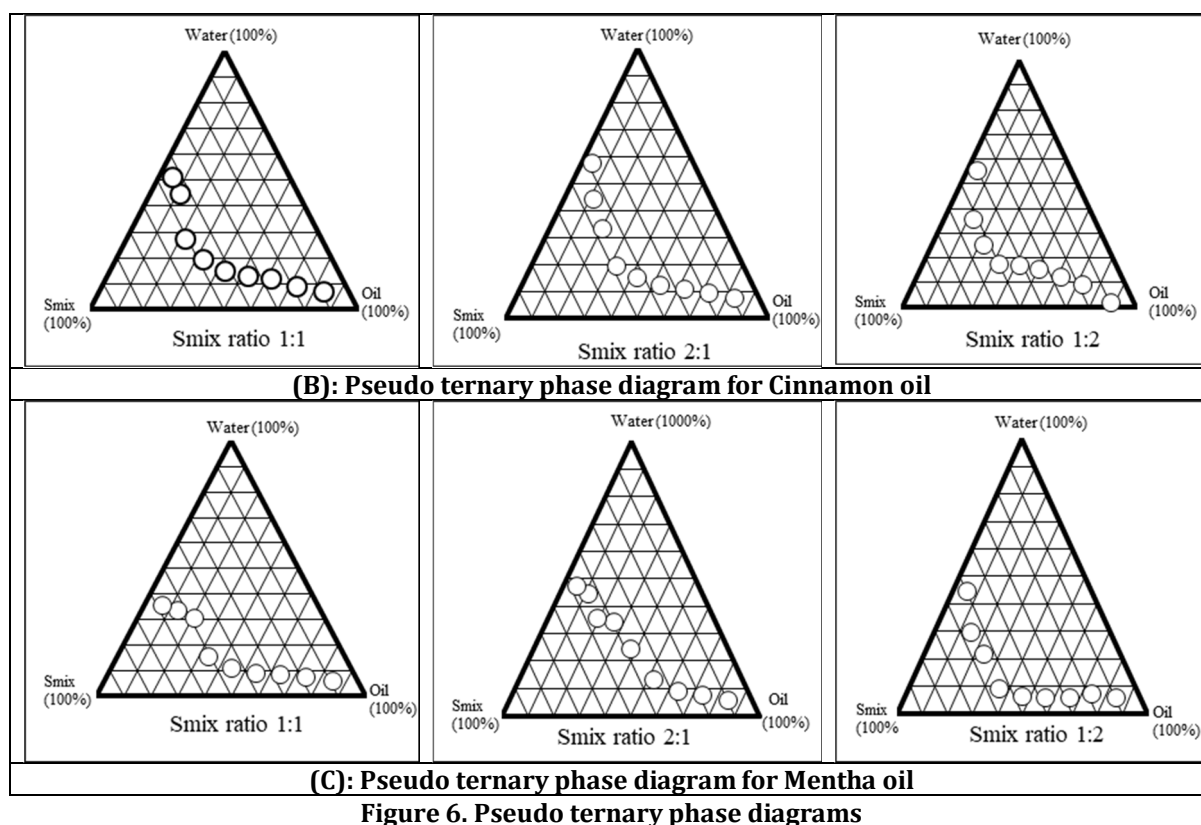 Water (100%)
Smix
(100%)
Oil
(100%)
Smix ratio 1:1
Water (100%)
Smix
(100%)
Oil
(100%)
Smix ratio 2:1
Water (100%)
Smix
(100%)
Oil
(100%)
Smix ratio 1:2
(B): Pseudo ternary phase diagram for Cinnamon oil
Water (100%)
Smix
(100%)
Oil
(100%)
Smix ratio 1:1
Water (1000%)
Smix
(100%)
Oil
(100%)
Smix ratio 2:1
Water (100%)
Smix
(100%
Oil
(100%)
Smix ratio 1:2
(C): Pseudo ternary phase diagram for Mentha oil
Figure 6. Pseudo ternary phase diagrams